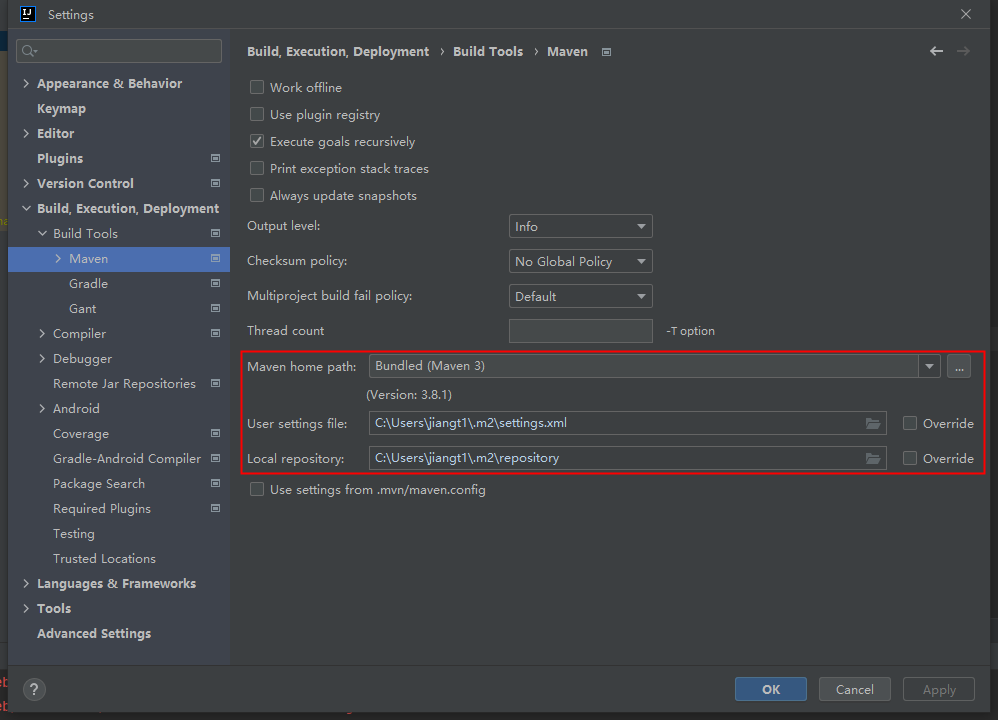 Settings
Build, Execution, Deployment › Build Tools › Maven
Appearance & Behavior
Keymap
Editor
Plugins
Version Control
Build, Execution, Deployment
Build Tools
Maven
Gradle
Gant
Compiler
Debugger
Remote Jar Repositories
Android
Coverage
Gradle-Android Compiler
Package Search
Required Plugins
Testing
Trusted Locations
Languages & Frameworks
Tools
Advanced Settings
Work offline
Use plugin registry
Execute goals recursively
Print exception stack traces
Always update snapshots
Output level: Info
Checksum policy: No Global Policy
Multiproject build fail policy: Default
Thread count -T option
Maven home path: Bundled (Maven 3) ...
(Version: 3.8.1)
User settings file: C:\Users\jiangt1\.m2\settings.xml Override
Local repository: C:\Users\jiangt1\.m2\repository Override
Use settings from .mvn/maven.config
? OK Cancel Apply